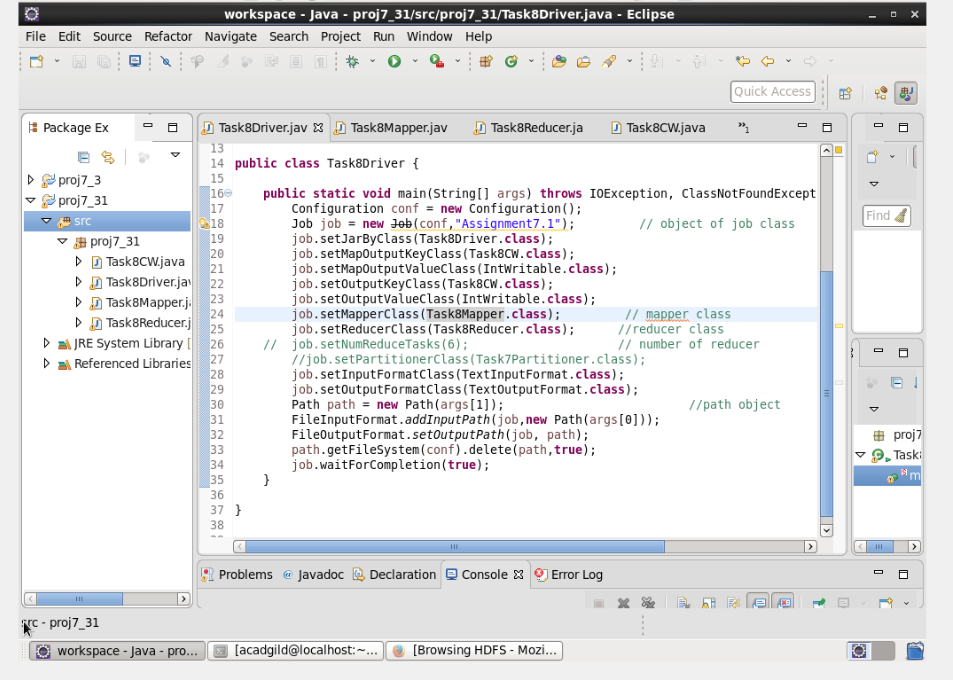 workspace - Java - proj7_31/src/proj7_31/Task8Driver.java - Eclipse
File Edit Source Refactor Navigate Search Project Run Window Help
Quick Access
Package Ex
Task8Driver.jav
Task8Mapper.jav
Task8Reducer.ja
Task8CW.java
»1
proj7_3
proj7_31
src
proj7_31
Task8CW.java
Task8Driver.jav
Task8Mapper.j
Task8Reducer.j
JRE System Library [
Referenced Libraries
13
14 public class Task8Driver {
15
16 public static void main(String[] args) throws IOException, ClassNotFoundExcept
17 Configuration conf = new Configuration();
18 Job job = new Job(conf,"Assignment7.1"); // object of job class
19 job.setJarByClass(Task8Driver.class);
20 job.setMapOutputKeyClass(Task8CW.class);
21 job.setMapOutputValueClass(IntWritable.class);
22 job.setOutputKeyClass(Task8CW.class);
23 job.setOutputValueClass(IntWritable.class);
24 job.setMapperClass(Task8Mapper.class); // mapper class
25 job.setReducerClass(Task8Reducer.class); //reducer class
26 // job.setNumReduceTasks(6); // number of reducer
27 //job.setPartitionerClass(Task7Partitioner.class);
28 job.setInputFormatClass(TextInputFormat.class);
29 job.setOutputFormatClass(TextOutputFormat.class);
30 Path path = new Path(args[1]); //path object
31 FileInputFormat.addInputPath(job,new Path(args[0]));
32 FileOutputFormat.setOutputPath(job, path);
33 path.getFileSystem(conf).delete(path,true);
34 job.waitForCompletion(true);
35 }
36
37 }
38
Find
proj7
Task8
m
Problems
@ Javadoc
Declaration
Console
Error Log
src - proj7_31
workspace - Java - pro...
[acadgild@localhost:~...
[Browsing HDFS - Mozi...